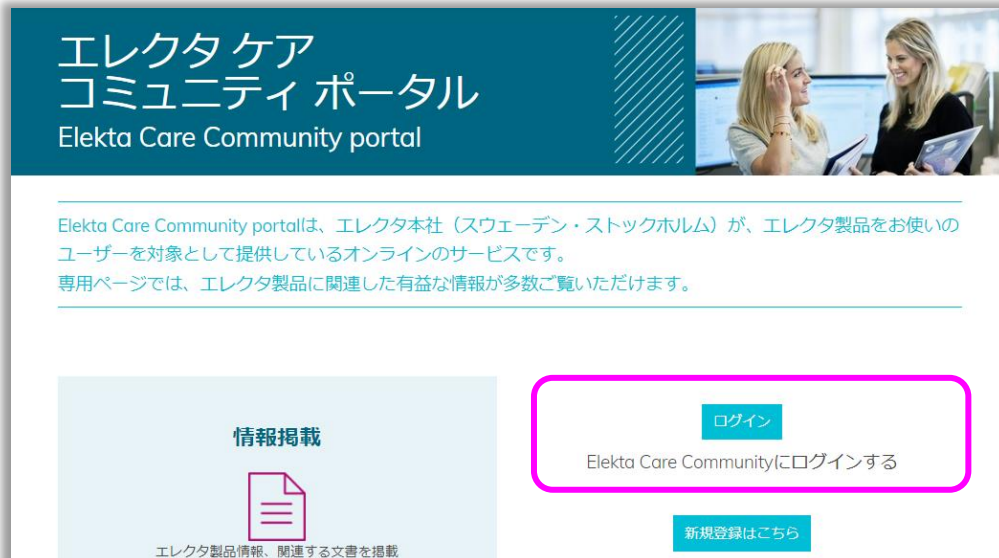 エレクタ ケア
コミュニティ ポータル
Elekta Care Community portal
Elekta Care Community portalは、エレクタ本社（スウェーデン・ストックホルム）が、エレクタ製品をお使いの
ユーザーを対象として提供しているオンラインのサービスです。
専用ページでは、エレクタ製品に関連した有益な情報が多数ご覧いただけます。
情報掲載
エレクタ製品情報、関連する文書を掲載
ログイン
Elekta Care Communityにログインする
新規登録はこちら